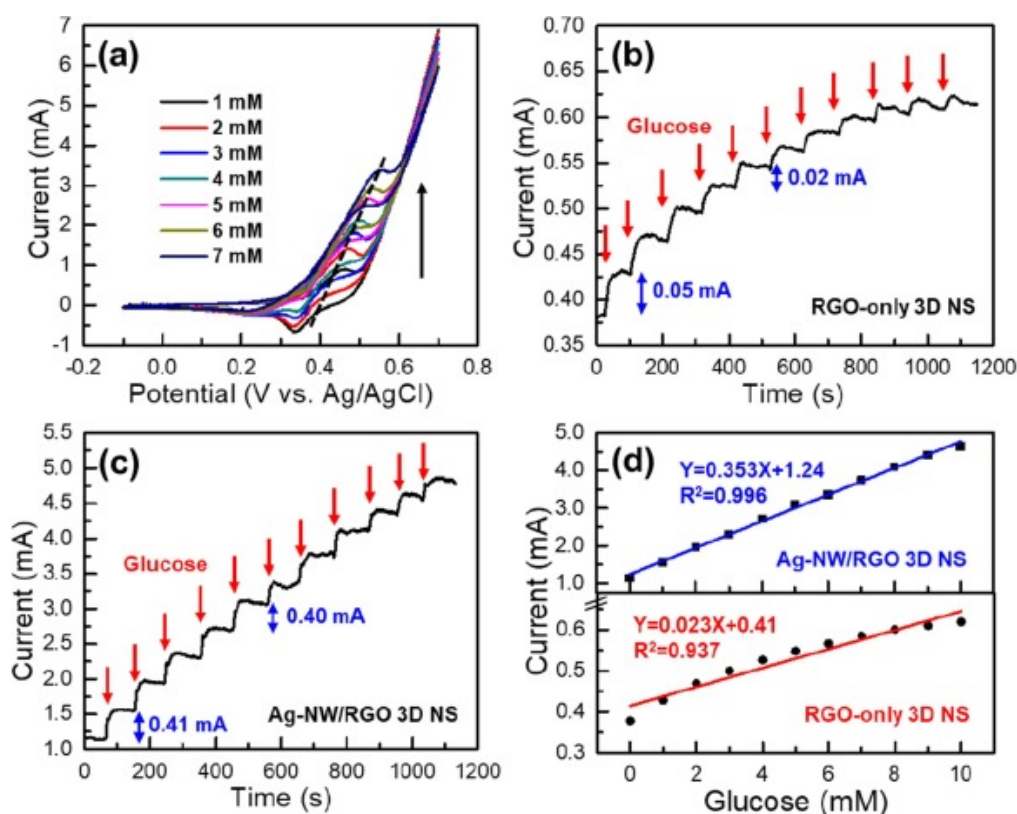 (a)
7
6
5
4
3
2
1
0
-1
Current (mA)
1 mM
2 mM
3 mM
4 mM
5 mM
6 mM
7 mM
-0.2
0.0
0.2
0.4
0.6
0.8
Potential (V vs. Ag/AgCl)
(b)
0.70
0.65
0.60
0.55
0.50
0.45
0.40
0.35
Current (mA)
Glucose
0.02 mA
0.05 mA
RGO-only 3D NS
0
200
400
600
800
1000
1200
Time (s)
(c)
5.5
5.0
4.5
4.0
3.5
3.0
2.5
2.0
1.5
1.0
Current (mA)
Glucose
0.40 mA
0.41 mA
Ag-NW/RGO 3D NS
0
200
400
600
800
1000
1200
Time (s)
(d)
5.0
4.0
3.0
2.0
1.0
0.6
0.5
0.4
0.3
Current (mA)
Y=0.353X+1.24
R²=0.996
Ag-NW/RGO 3D NS
Y=0.023X+0.41
R²=0.937
RGO-only 3D NS
0
2
4
6
8
10
Glucose (mM)